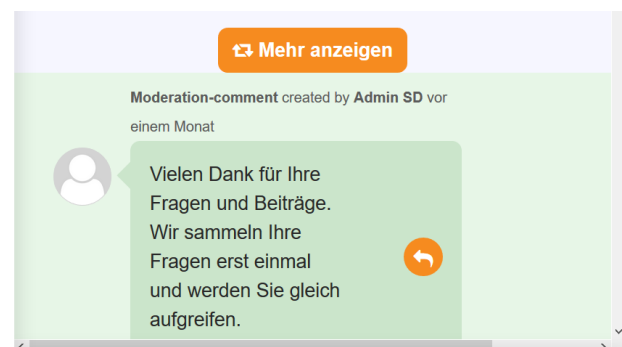 Mehr anzeigen
Moderation-comment created by Admin SD vor
einem Monat
Vielen Dank für Ihre
Fragen und Beiträge.
Wir sammeln Ihre
Fragen erst einmal
und werden Sie gleich
aufgreifen.